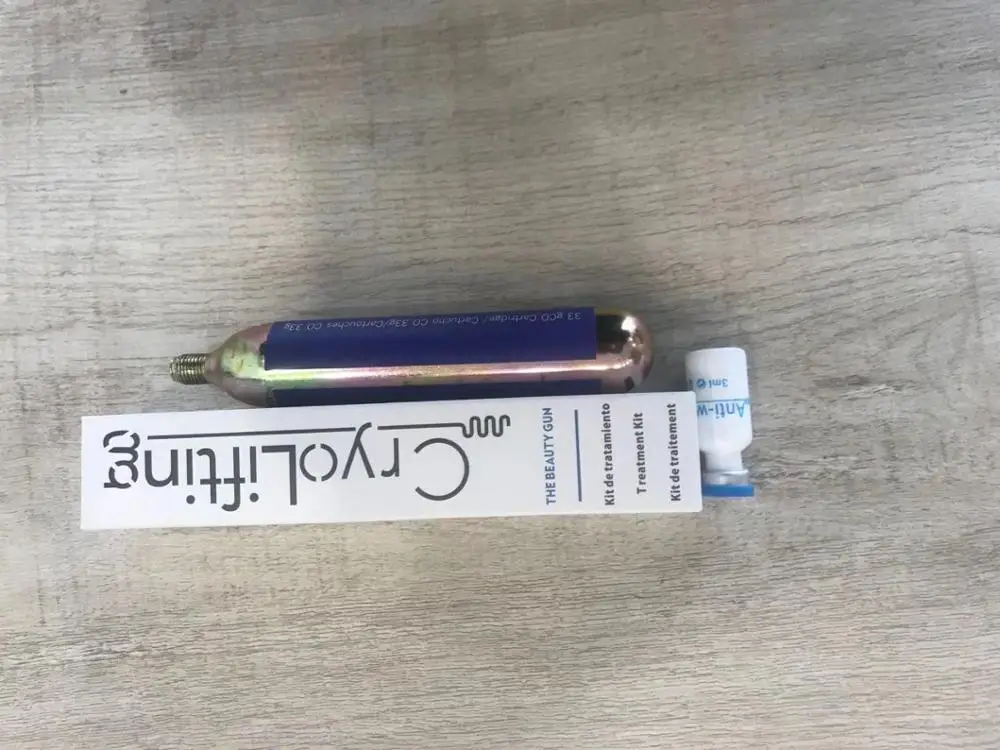 33 gCO Cartridge/ Cartucho CO 33g/Cartouches CO 33g
CryoLifting
THE BEAUTY GUN
Kit de tratamiento
Treatment Kit
Kit de traitement
3ml
Anti-w